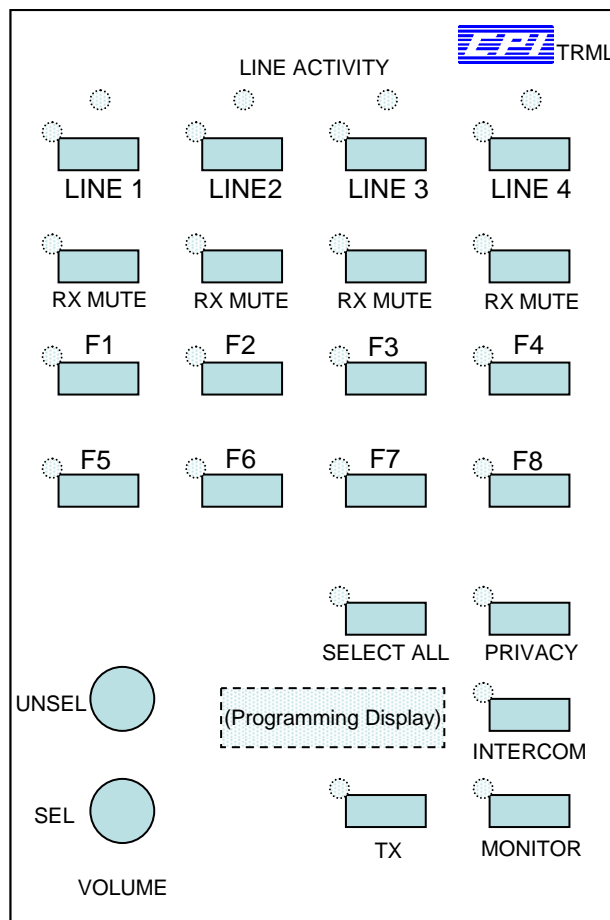 CPI TRML
LINE ACTIVITY
LINE 1 LINE2 LINE 3 LINE 4
RX MUTE RX MUTE RX MUTE RX MUTE
F1 F2 F3 F4
F5 F6 F7 F8
SELECT ALL PRIVACY
UNSEL (Programming Display)
INTERCOM
SEL
TX MONITOR
VOLUME